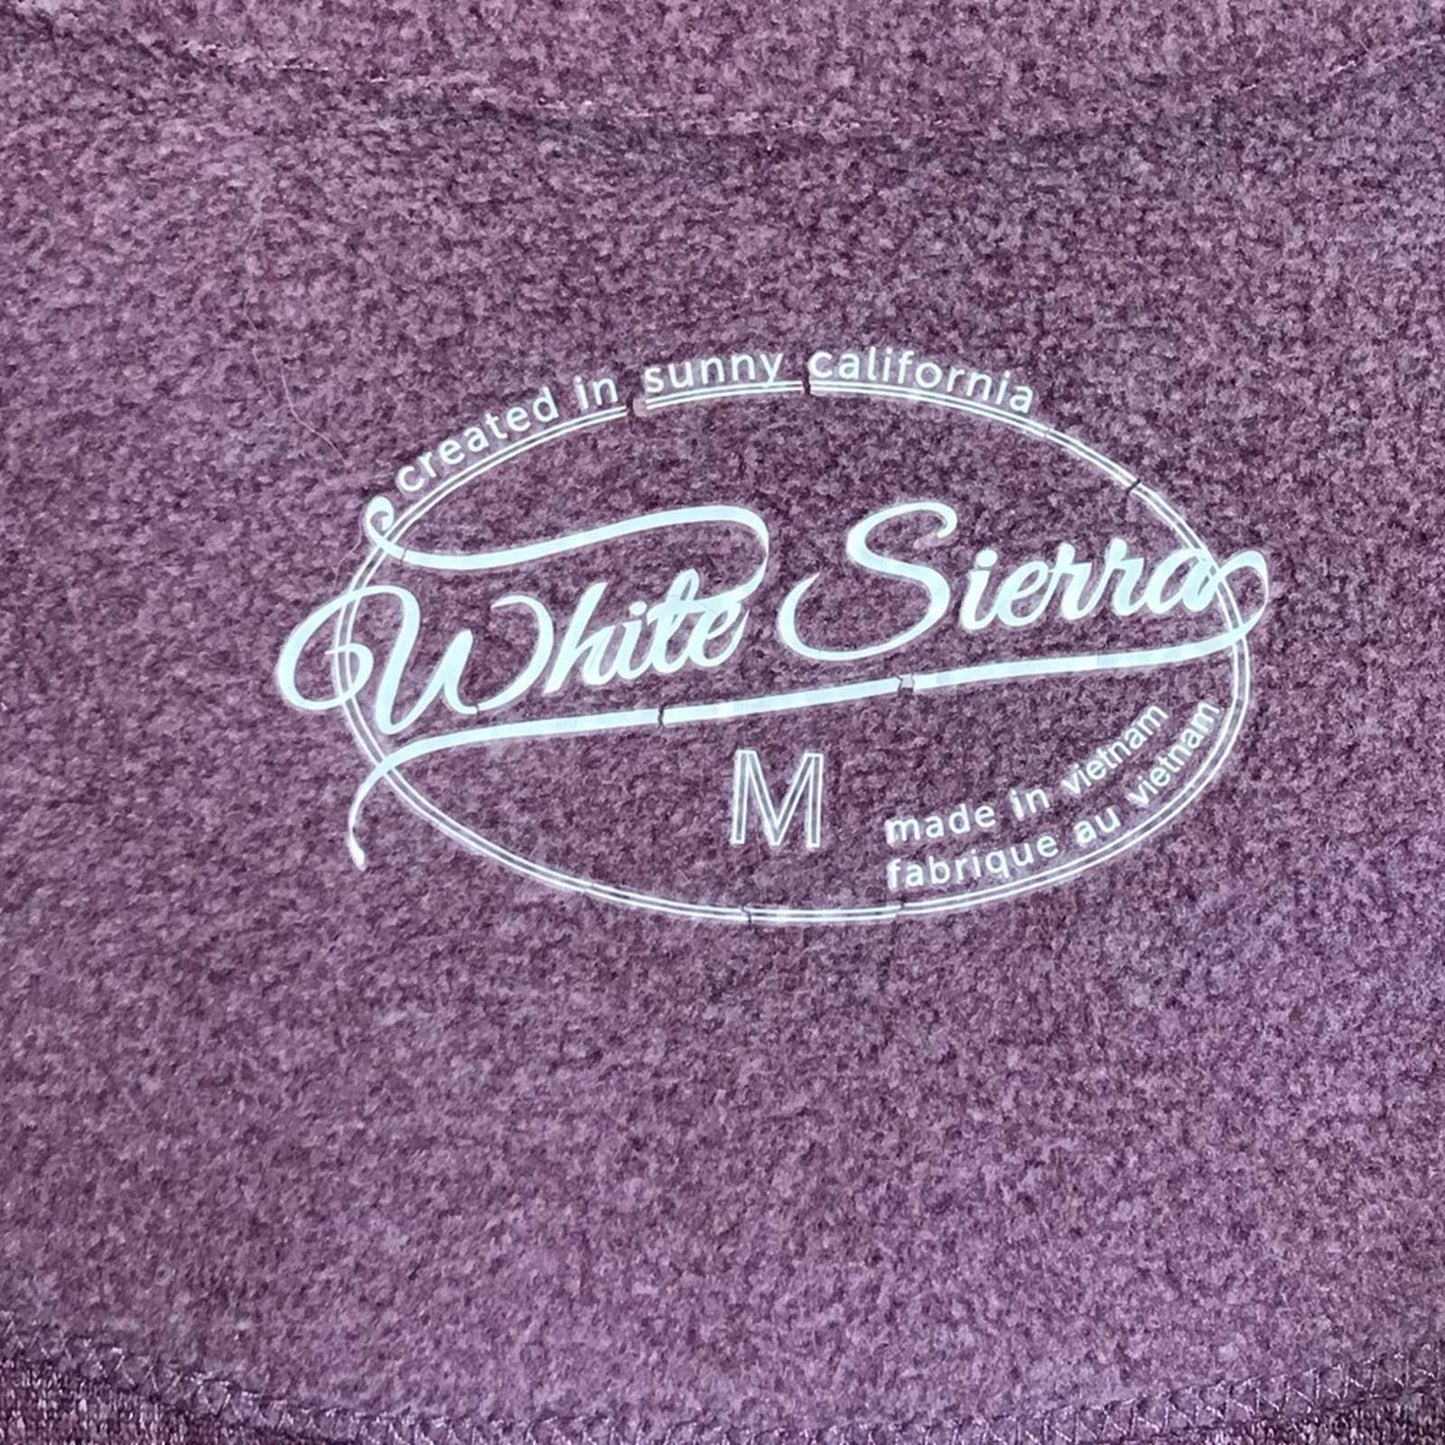 created in sunny california
White Sierra
M
made in vietnam
fabrique au vietnam